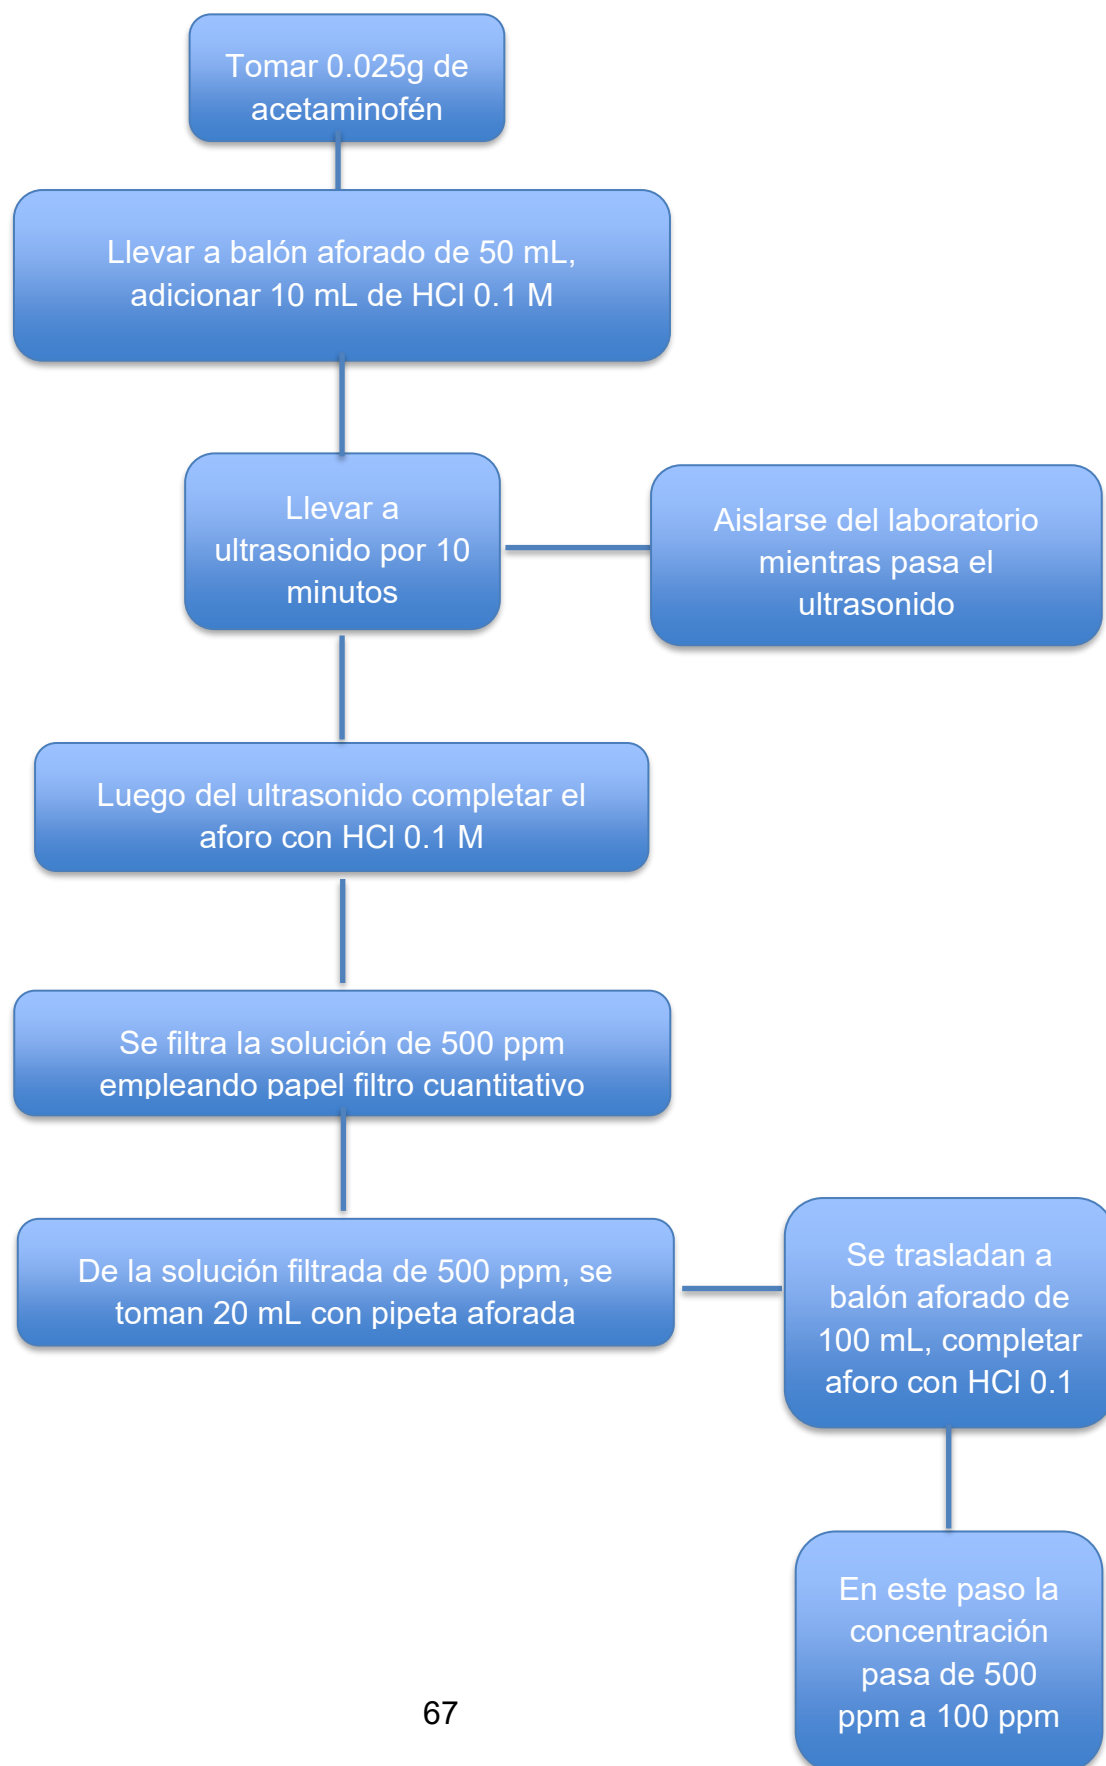 Tomar 0.025g de
acetaminofén
Llevar a balón aforado de 50 mL,
adicionar 10 mL de HCl 0.1 M
Llevar a
ultrasonido por 10
minutos
Aislarse del laboratorio
mientras pasa el
ultrasonido
Luego del ultrasonido completar el
aforo con HCl 0.1 M
Se filtra la solución de 500 ppm
empleando papel filtro cuantitativo
De la solución filtrada de 500 ppm, se
toman 20 mL con pipeta aforada
Se trasladan a
balón aforado de
100 mL, completar
aforo con HCl 0.1
En este paso la
concentración
pasa de 500
ppm a 100 ppm
67